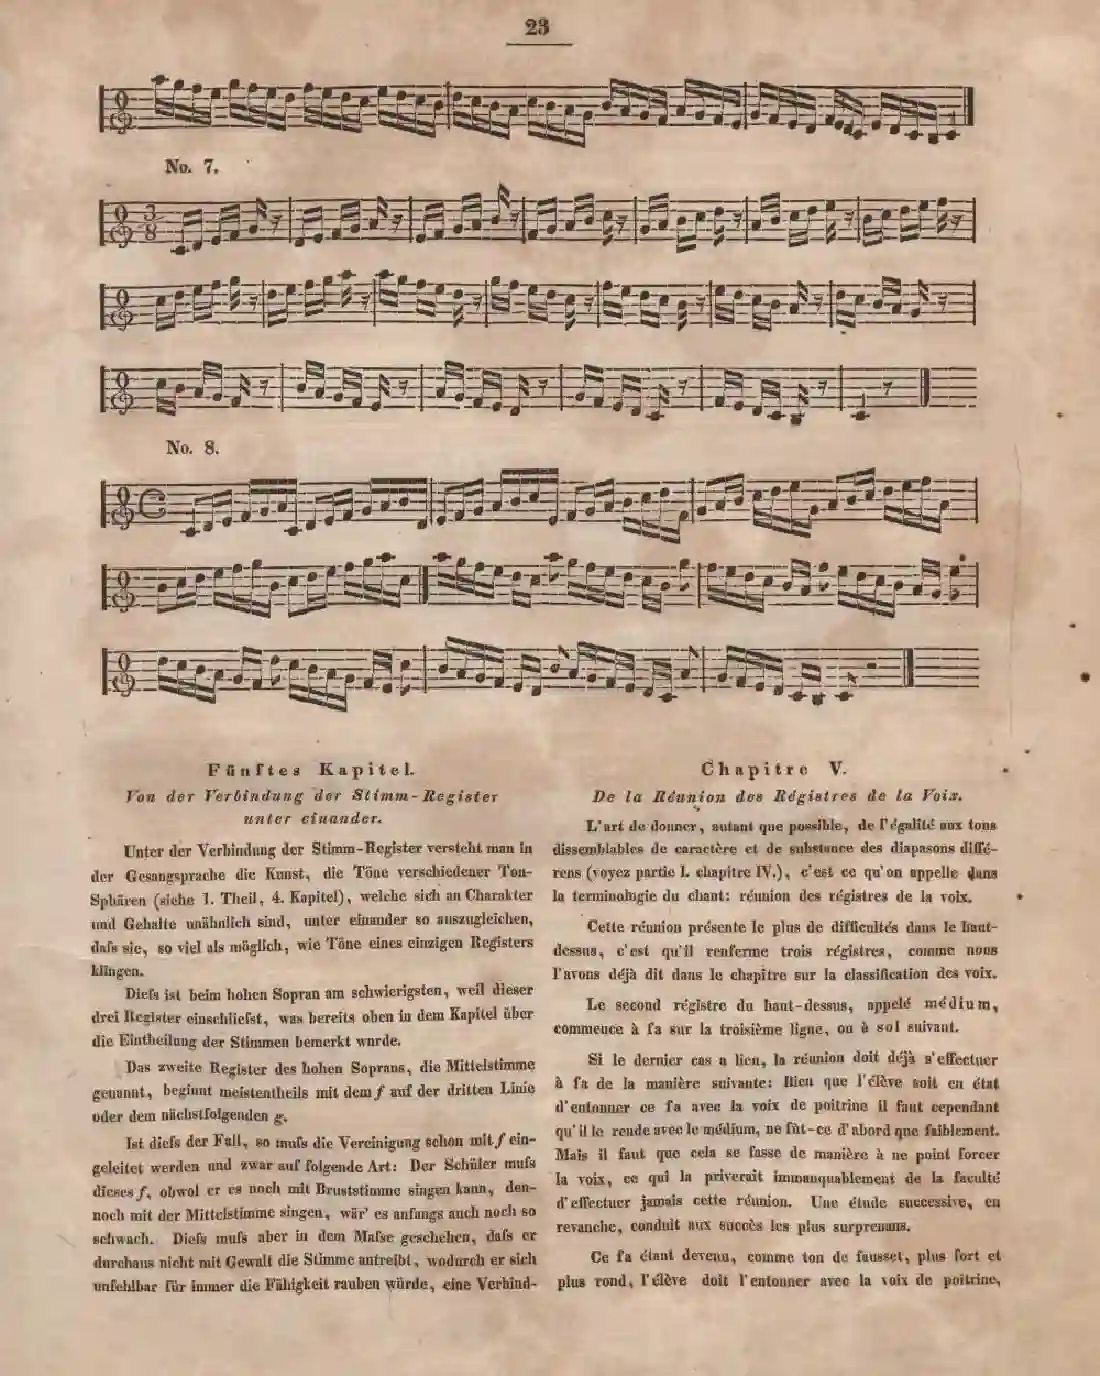 23
No. 7.
3
8
No. 8.
Fünftes Kapitel.
Von der Verbindung der Stimm-Register
unter einander.
Unter der Verbindung der Stimm-Register versteht man in
der Gesangsprache die Kunst, die Töne verschiedener Ton-
Sphären (siehe 1. Theil, 4. Kapitel), welche sich an Charakter
und Gehalte unähnlich sind, unter einander so auszugleichen,
daſs sie, so viel als möglich, wie Töne eines einzigen Registers
klingen.
Dieſs ist beim hohen Sopran am schwierigsten, weil dieser
drei Register einschlieſst, was bereits oben in dem Kapitel über
die Eintheilung der Stimmen bemerkt wurde.
Das zweite Register des hohen Soprans, die Mittelstimme
genannt, beginnt meistentheils mit dem f auf der dritten Linie
oder dem nächstfolgenden g.
Ist dieſs der Fall, so muſs die Vereinigung schon mit f ein-
geleitet werden und zwar auf folgende Art: Der Schüler muſs
dieses f, obwol er es noch mit Bruststimme singen kann, den-
noch mit der Mittelstimme singen, wär' es anfangs auch noch so
schwach. Dieſs muſs aber in dem Maſse geschehen, daſs er
durchaus nicht mit Gewalt die Stimme antreibt, wodurch er sich
unfehlbar für immer die Fähigkeit rauben würde, eine Verbind-
Chapitre V.
De la Réunion des Régistres de la Voix.
L'art de donner, autant que possible, de l'égalité aux tons
dissemblables de caractère et de substance des diapasons diffé-
rens (voyez partie I. chapitre IV.), c'est ce qu'on appelle dans
la terminologie du chant: réunion des régistres de la voix.
Cette réunion présente le plus de difficultés dans le haut-
dessus, c'est qu'il renferme trois régistres, comme nous
l'avons déjà dit dans le chapitre sur la classification des voix.
Le second régistre du haut-dessus, appelé médium,
commence à fa sur la troisième ligne, ou à sol suivant.
Si le dernier cas a lieu, la réunion doit déjà s'effectuer
à fa de la manière suivante: Bien que l'élève soit en état
d'entonner ce fa avec la voix de poitrine il faut cependant
qu'il le rende avec le médium, ne fùt-ce d'abord que faiblement.
Mais il faut que cela se fasse de manière à ne point forcer
la voix, ce qui la priverait immanquablement de la faculté
d'effectuer jamais cette réunion. Une étude successive, en
revanche, conduit aux succès les plus surprenans.
Ce fa étant devenu, comme ton de fausset, plus fort et
plus rond, l'élève doit l'entonner avec la voix de poitrine,